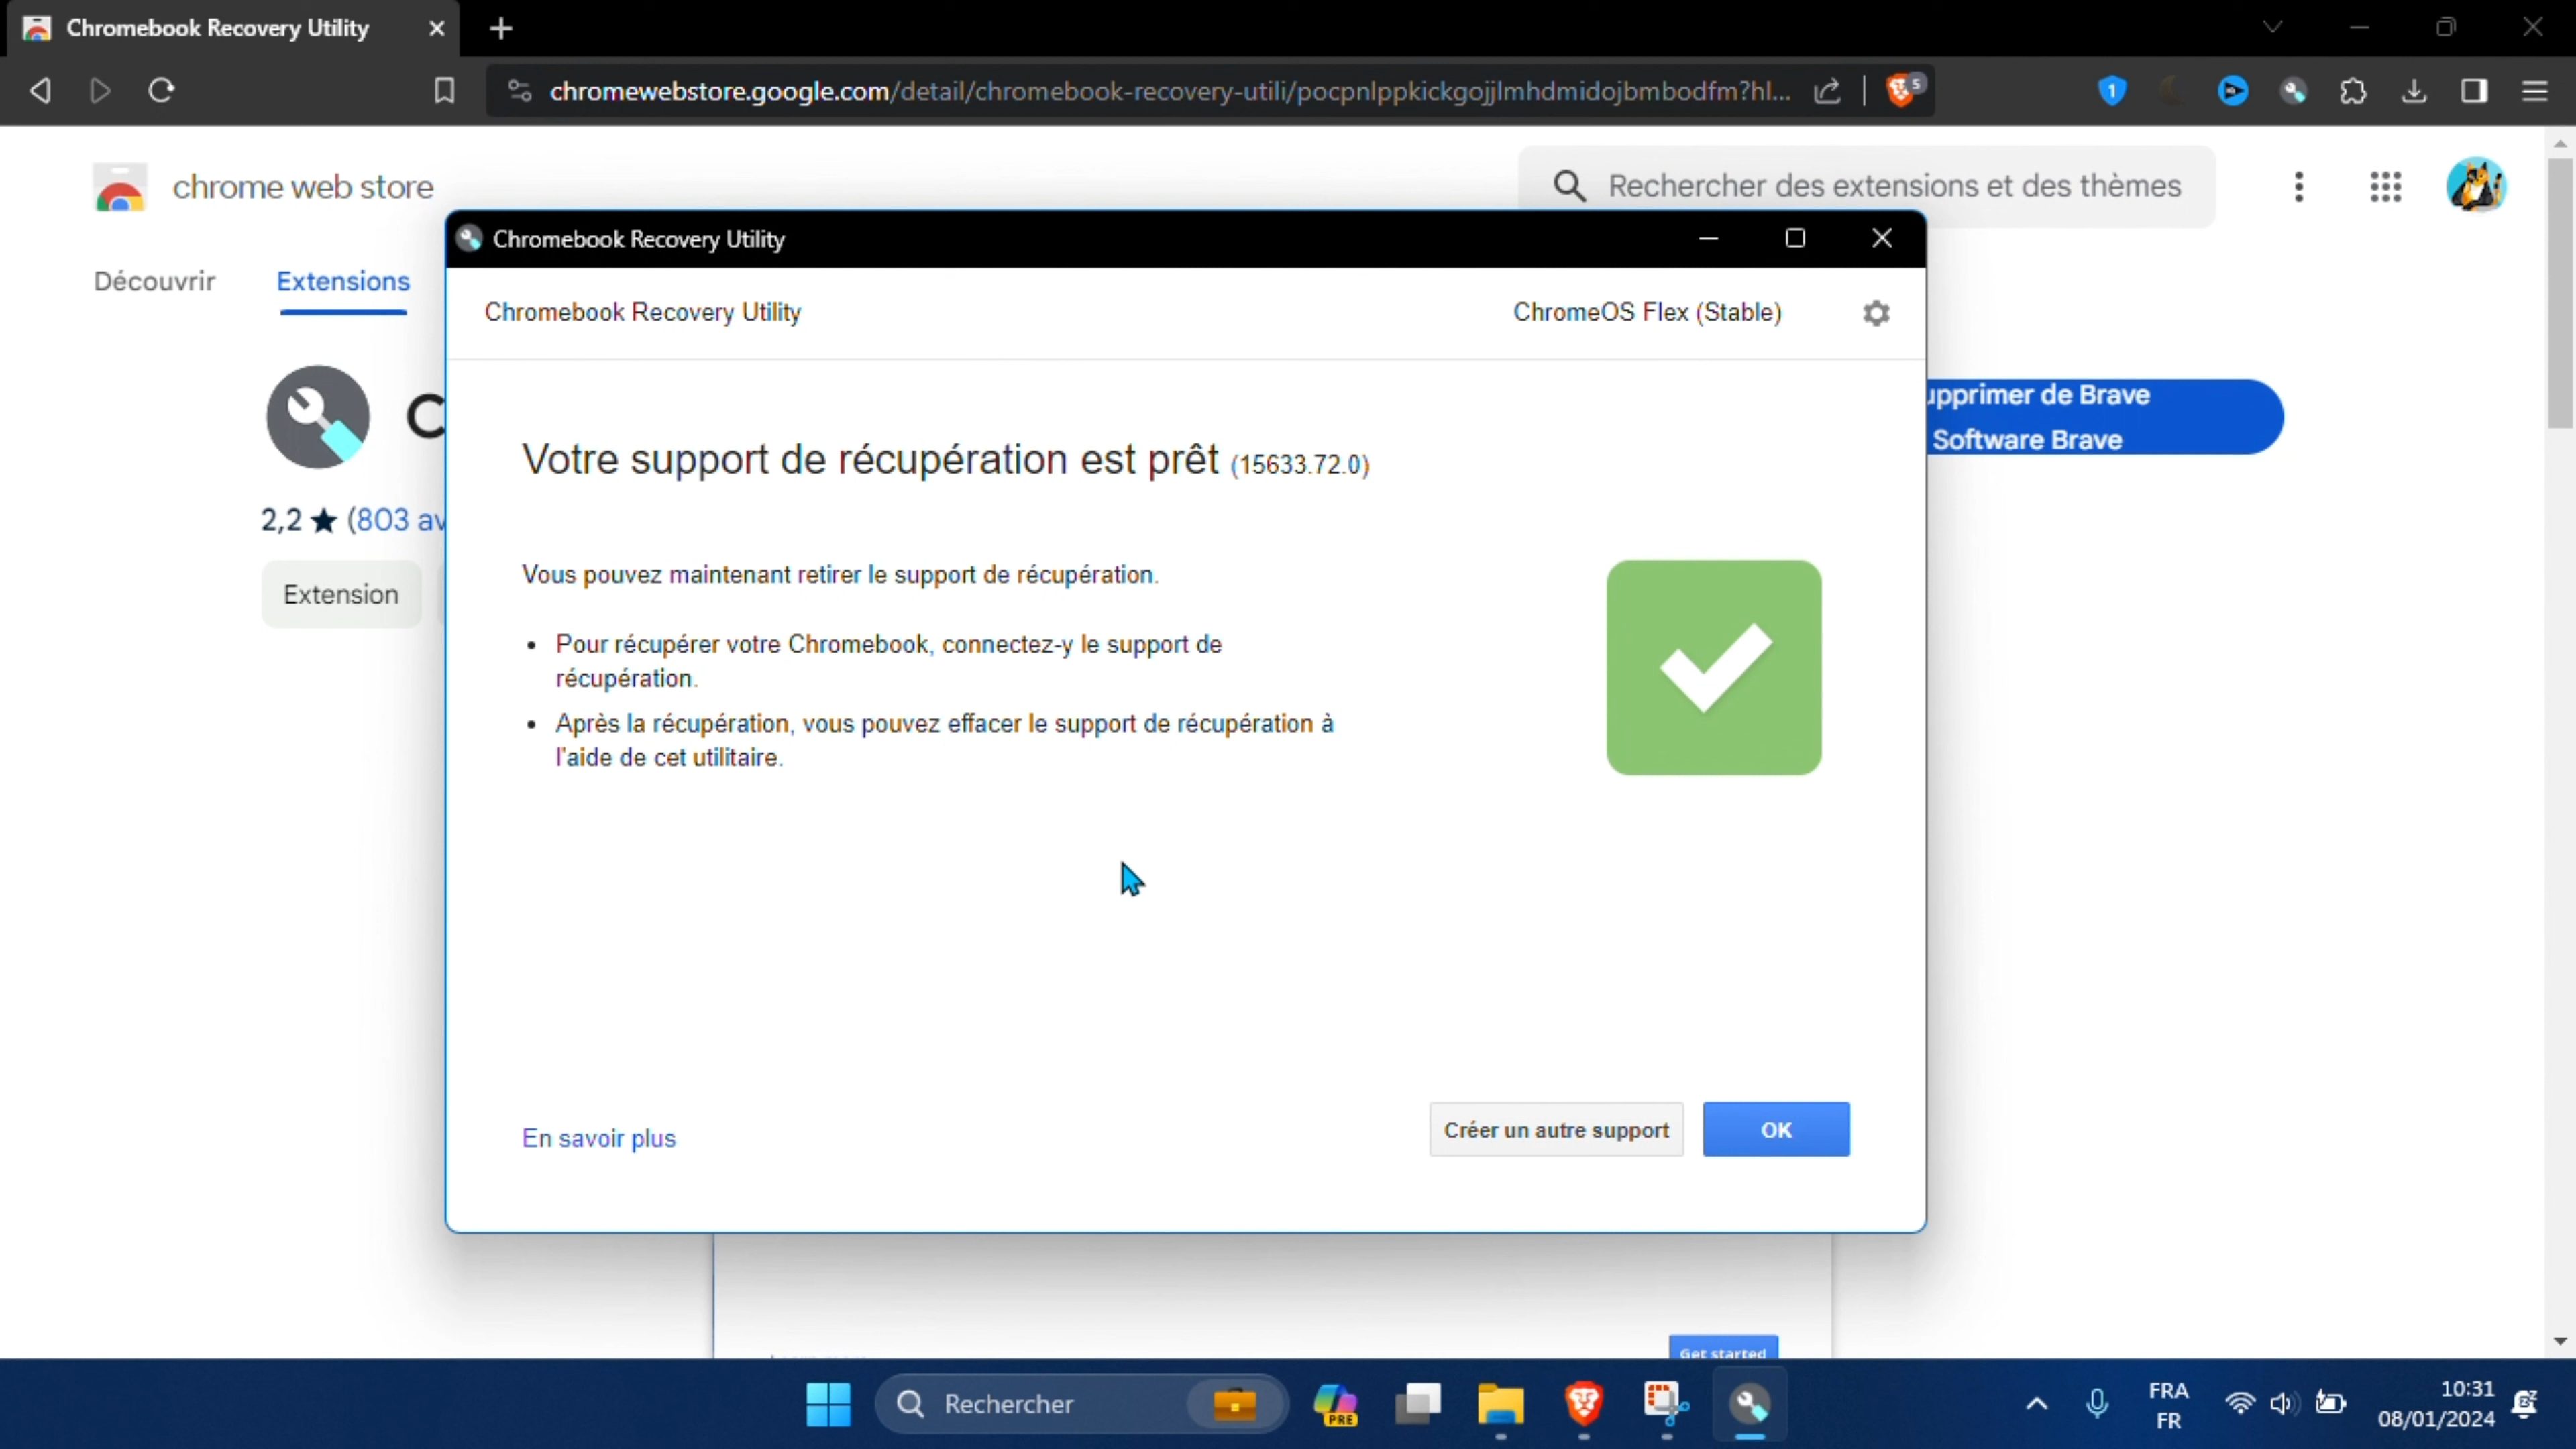 Chromebook Recovery Utility
chromewebstore.google.com/detail/chromebook-recovery-utili/pocpnlppkickgojjlmhdmidojbmbodfm?hl...
5
1
chrome web store
Rechercher des extensions et des thèmes
Découvrir
Extensions
Chromebook Recovery Utility
Chromebook Recovery Utility
ChromeOS Flex (Stable)
C
upprimer de Brave
Software Brave
Votre support de récupération est prêt (15633.72.0)
2,2 ★ (803 av
Extension
Vous pouvez maintenant retirer le support de récupération.
• Pour récupérer votre Chromebook, connectez-y le support de
récupération.
• Après la récupération, vous pouvez effacer le support de récupération à
l'aide de cet utilitaire.
En savoir plus
Créer un autre support
OK
Get started
Rechercher
PRE
FRA
FR
10:31
08/01/2024